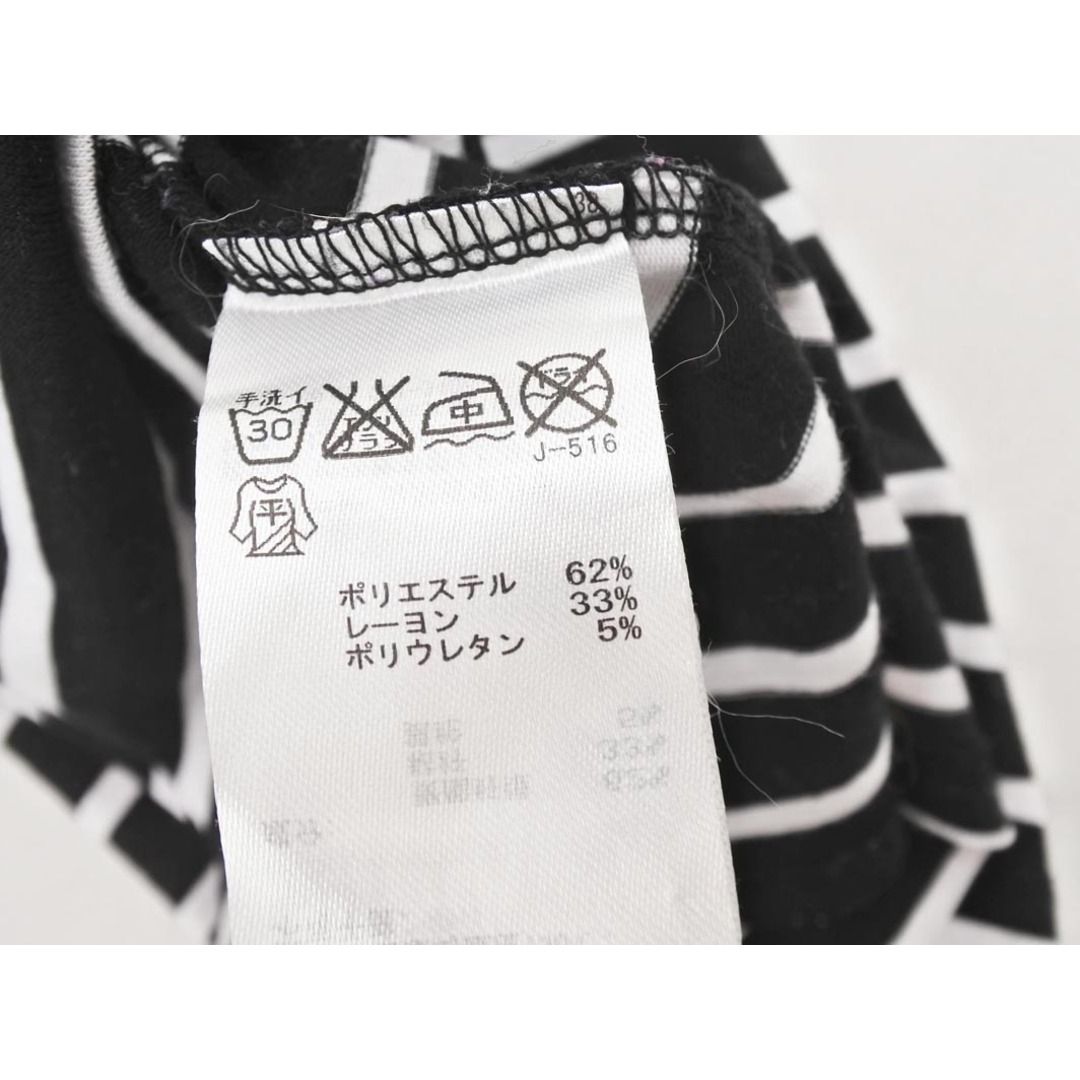 38
手洗イ
30
エンソ
サラシ
中
ドライ
J-516
平
ポリエステル 62%
レーヨン 33%
ポリウレタン 5%